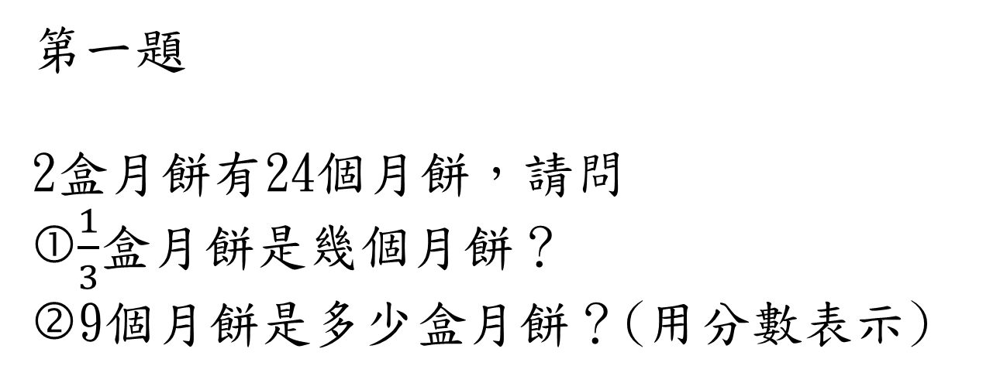 第一題
2盒月餅有24個月餅，請問
①1/3盒月餅是幾個月餅？
②9個月餅是多少盒月餅？(用分數表示)